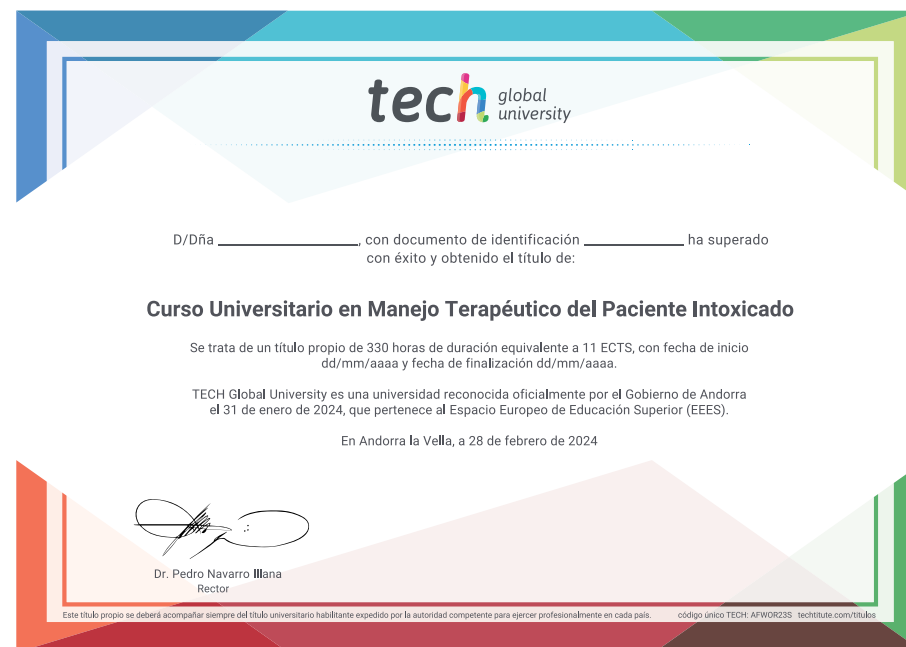 tech global university
D/Dña ____________________, con documento de identificación ______________ ha superado
con éxito y obtenido el título de:
Curso Universitario en Manejo Terapéutico del Paciente Intoxicado
Se trata de un título propio de 330 horas de duración equivalente a 11 ECTS, con fecha de inicio
dd/mm/aaaa y fecha de finalización dd/mm/aaaa.
TECH Global University es una universidad reconocida oficialmente por el Gobierno de Andorra
el 31 de enero de 2024, que pertenece al Espacio Europeo de Educación Superior (EEES).
En Andorra la Vella, a 28 de febrero de 2024
Dr. Pedro Navarro Illana
Rector
Este título propio se deberá acompañar siempre del título universitario habilitante expedido por la autoridad competente para ejercer profesionalmente en cada país. código único TECH: AFWOR23S techtitute.com/titulos